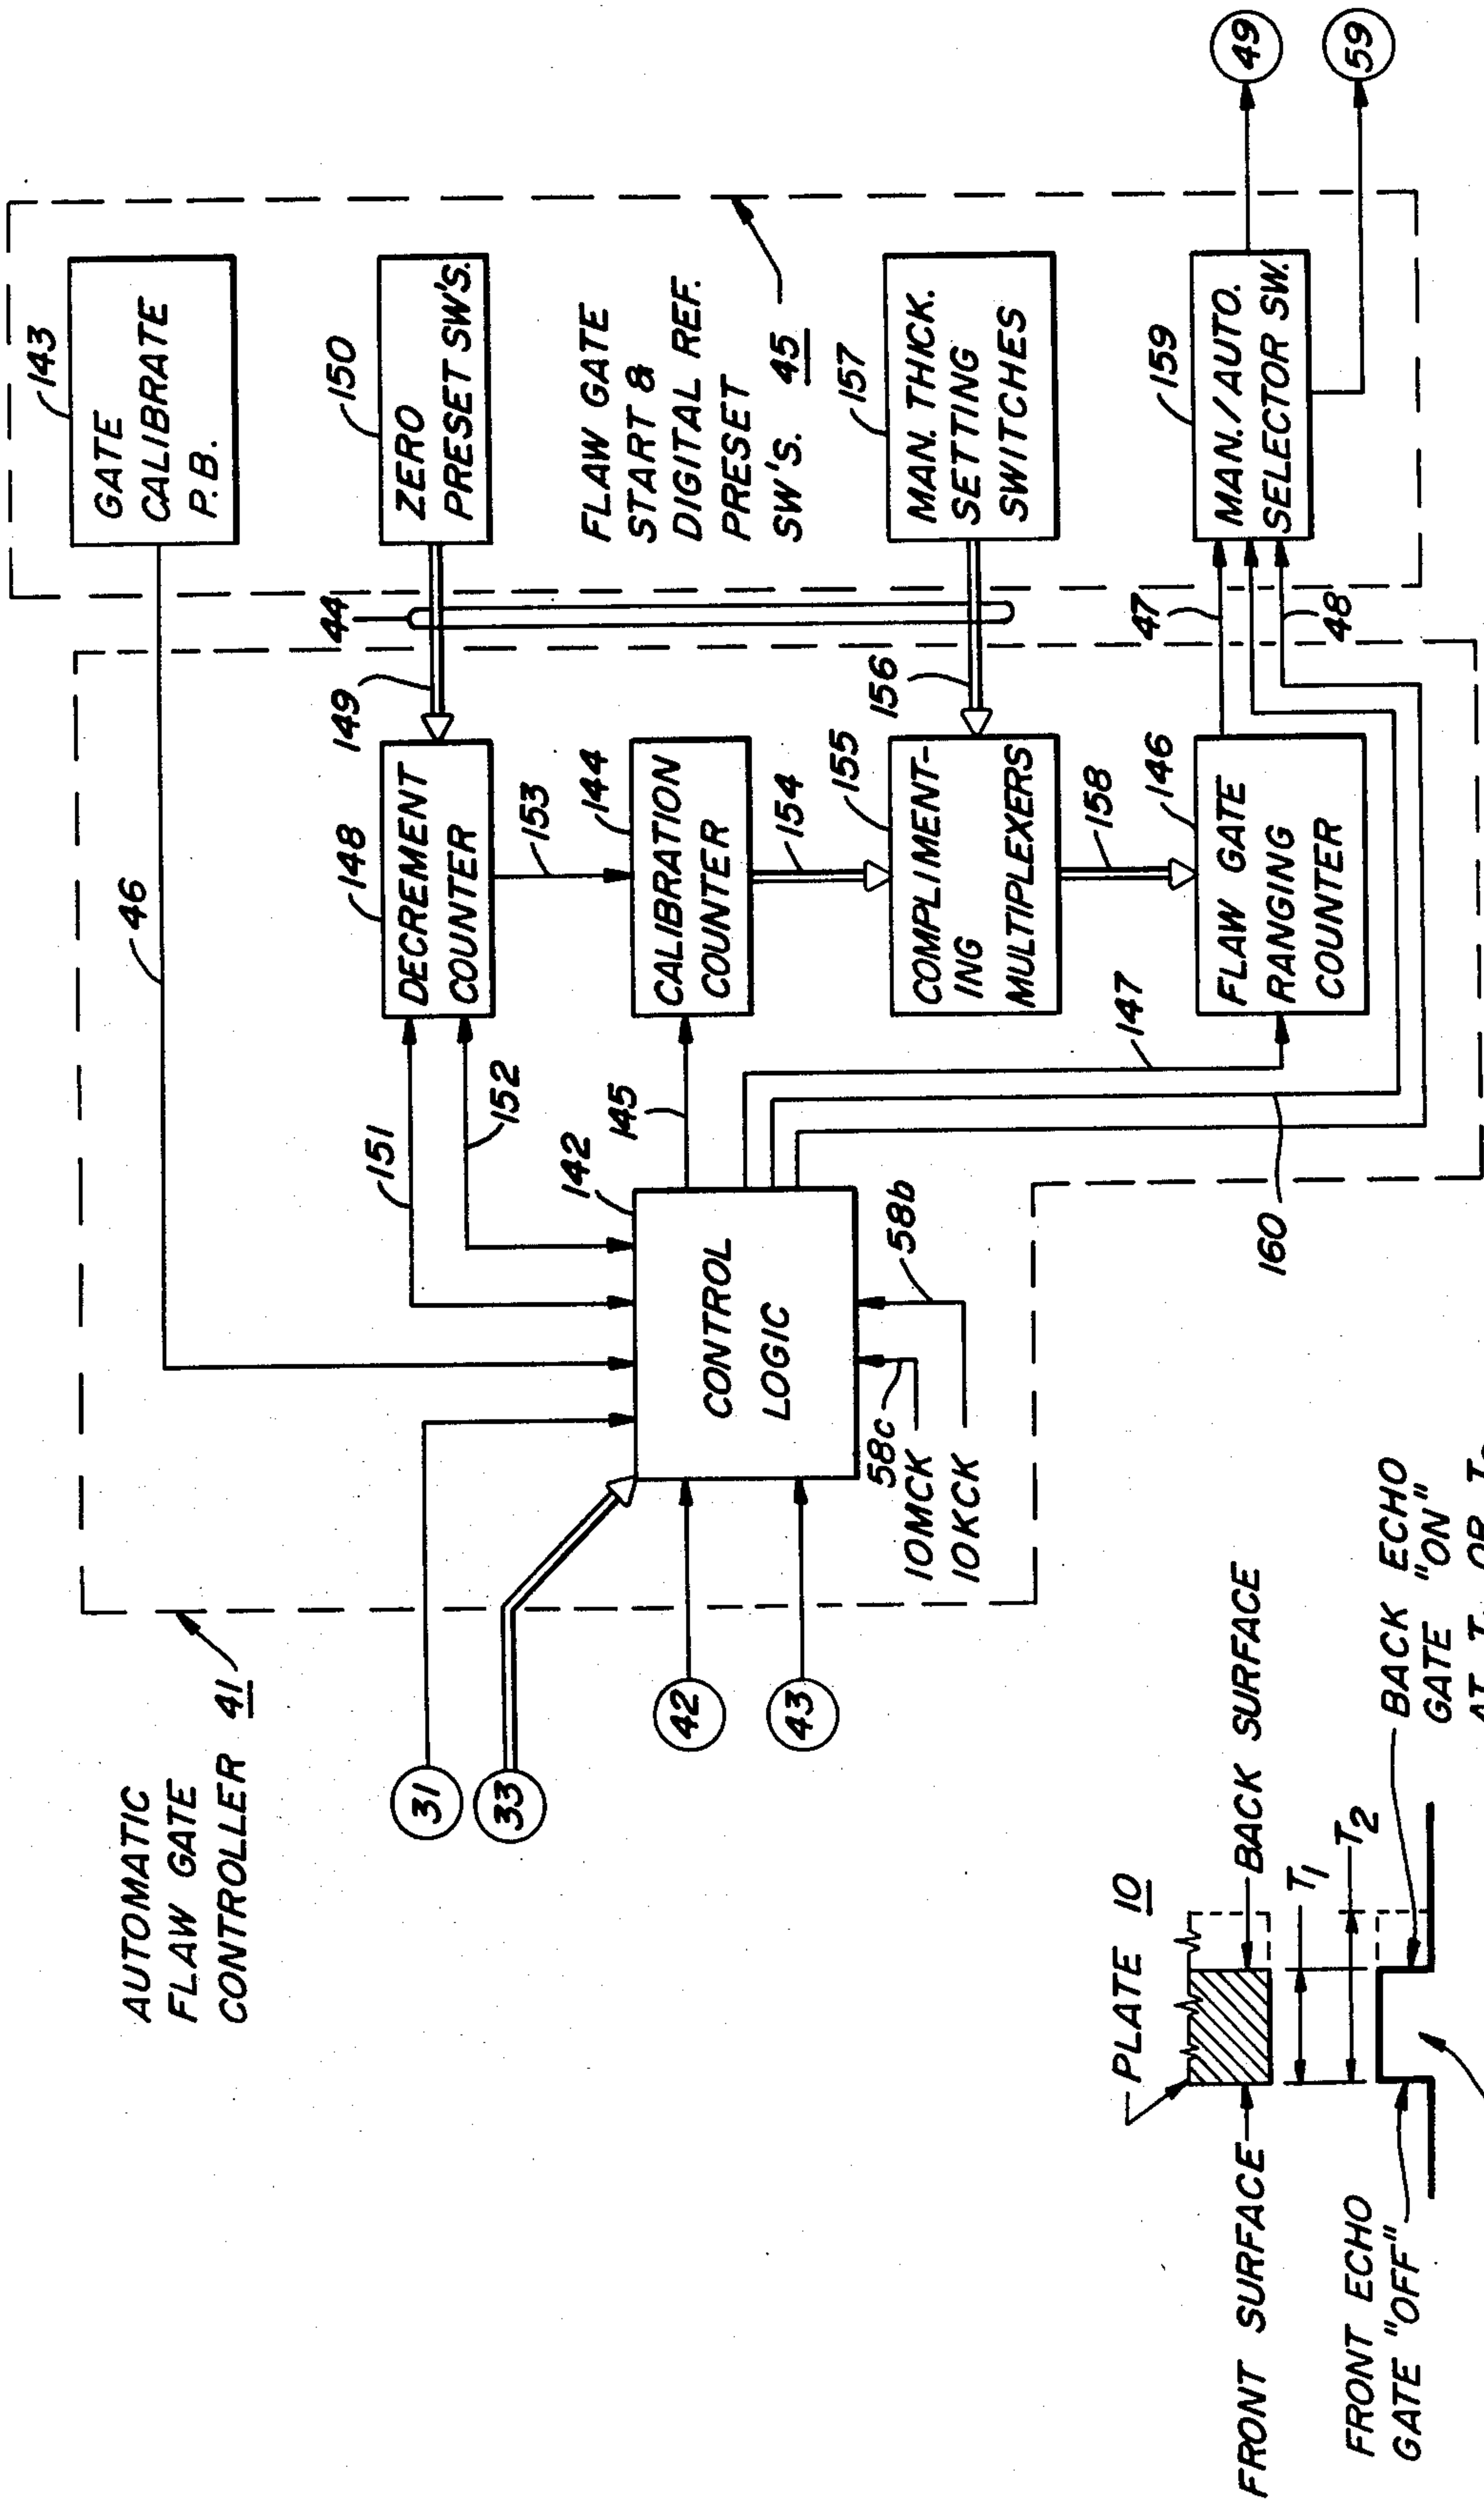 AUTOMATIC
FLAW GATE
CONTROLLER 41
31
33
42
43
46
151
152
142
CONTROL
LOGIC
145
58c
58b
10MCK
10KCK
160
147
148
DECREMENT
COUNTER
149
44
153
144
CALIBRATION
COUNTER
154
155
COMPLIMENT-
ING
MULTIPLEXERS
156
158
146
FLAW GATE
RANGING
COUNTER
47
48
143
GATE
CALIBRATE
P.B.
150
ZERO
PRESET SW'S.
FLAW GATE
START &
DIGITAL REF.
PRESET
SW'S. 45
157
MAN. THICK.
SETTING
SWITCHES
159
MAN./AUTO.
SELECTOR SW.
49
59
PLATE 10
FRONT SURFACE
BACK SURFACE
T1
T2
FRONT ECHO
GATE "OFF"
BACK ECHO
GATE "ON"